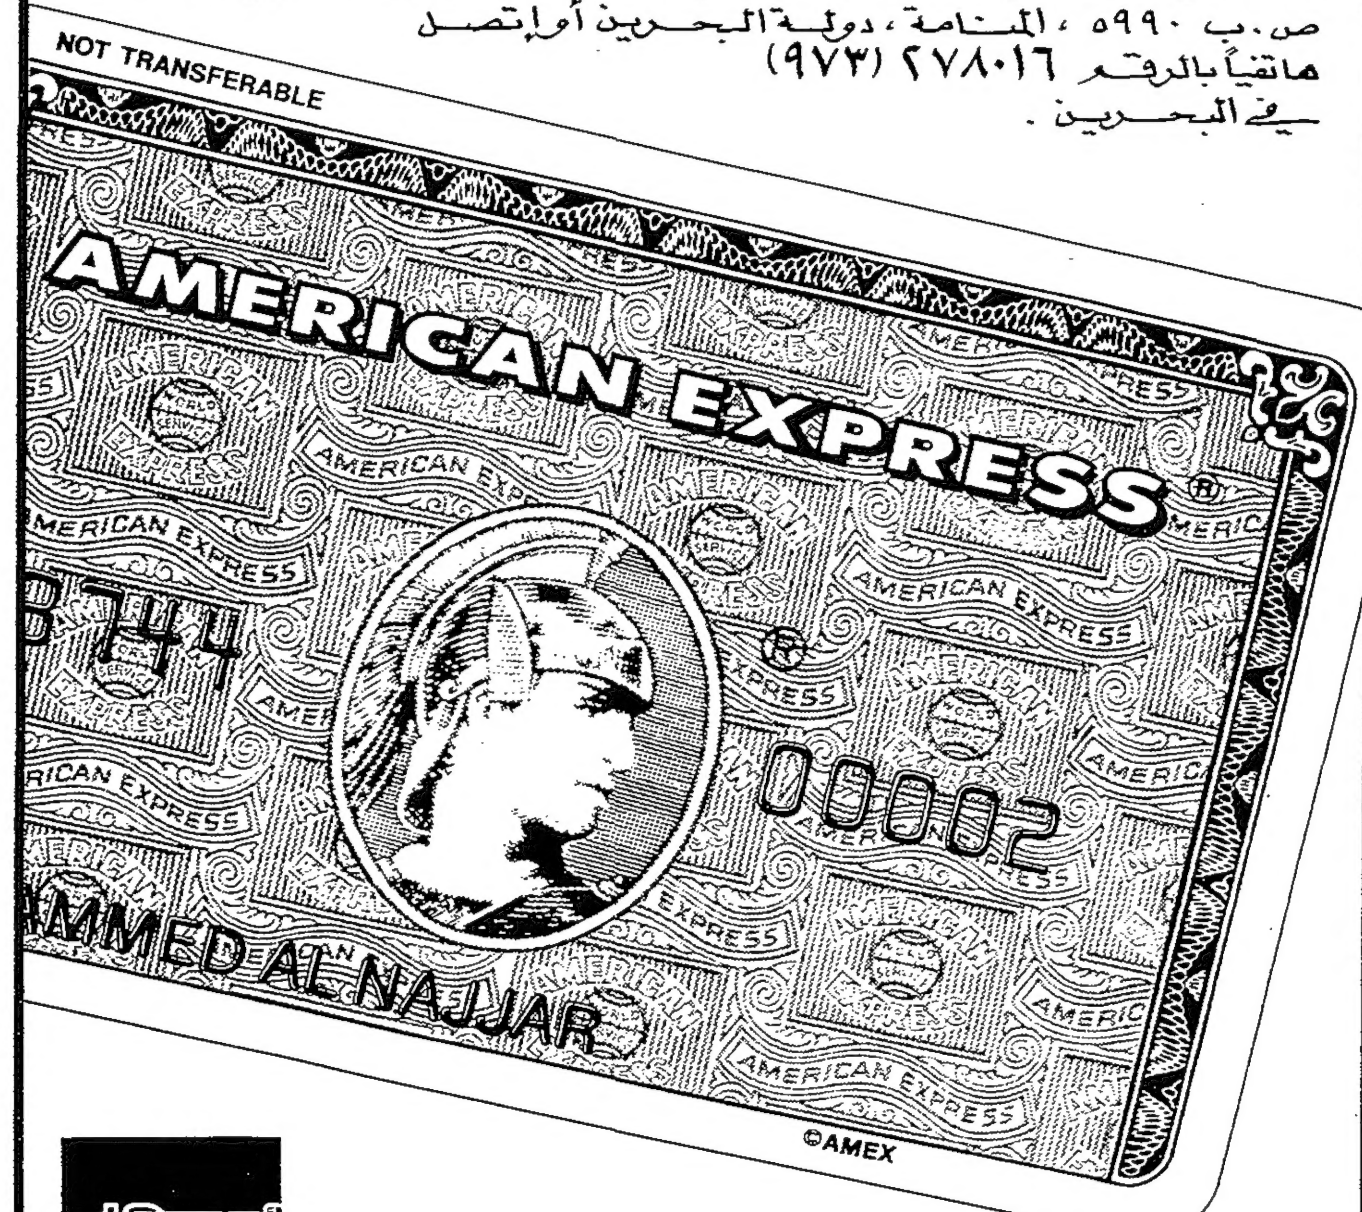 ص.ب ٥٩٩٠ ، المنامة ، دولة البحرين أو إتصل
هاتفياً بالرقم ٢٧٨٠١٦ (٩٧٣)
في البحرين .
NOT TRANSFERABLE
AMERICAN EXPRESS®
8744
00002
AMMED AL NAJJAR
©AMEX